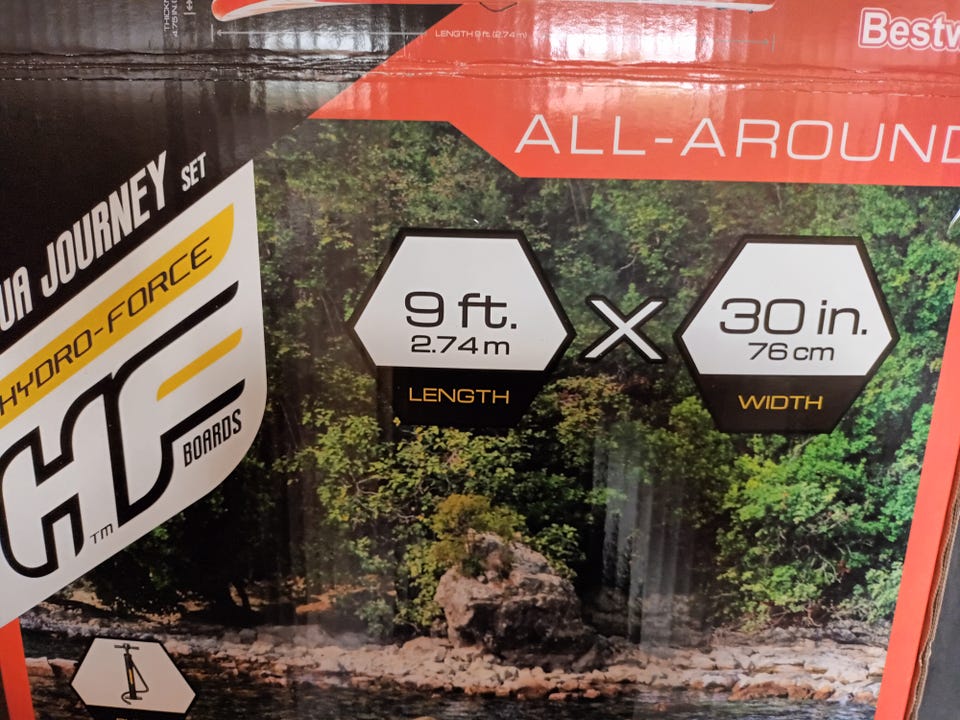 LENGTH 9 ft. (2.74 m)
ALL-AROUND
JOURNEY SET
HYDRO-FORCE
HF
BOARDS
TM
9 ft.
2.74 m
LENGTH
X
30 in.
76 cm
WIDTH